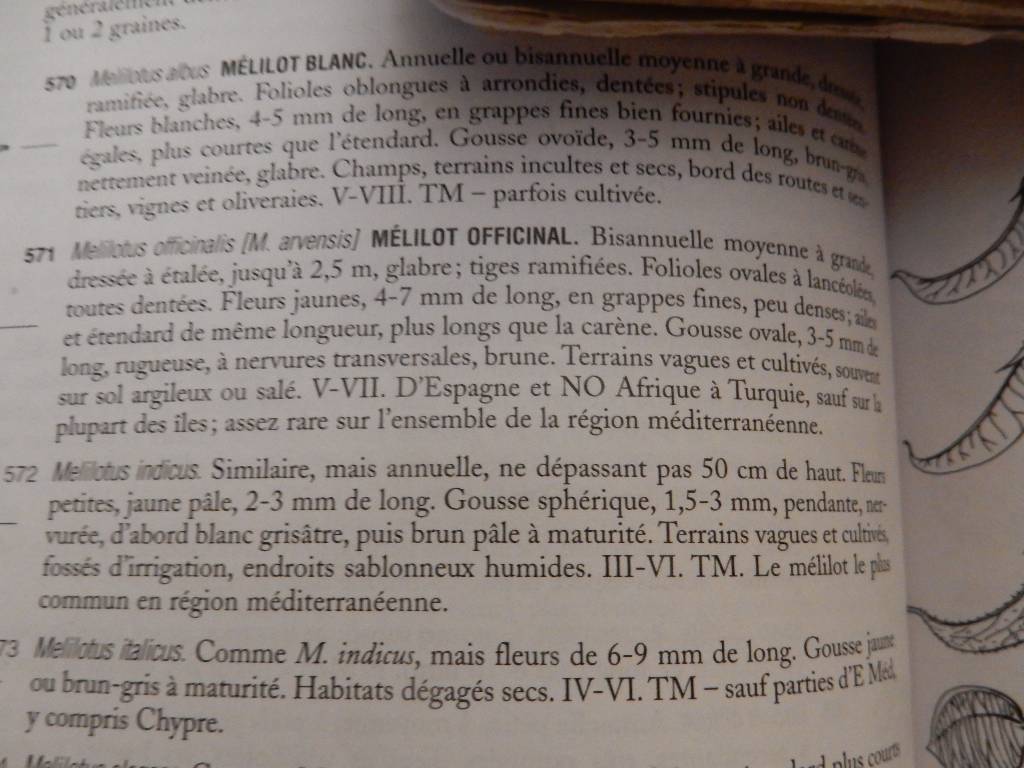 généralement
1 ou 2 graines.
570 Melilotus albus MÉLILOT BLANC. Annuelle ou bisannuelle moyenne à grande, dressée,
ramifiée, glabre. Folioles oblongues à arrondies, dentées; stipules non dentées.
Fleurs blanches, 4-5 mm de long, en grappes fines bien fournies; ailes et carène
égales, plus courtes que l'étendard. Gousse ovoïde, 3-5 mm de long, brun-gris,
nettement veinée, glabre. Champs, terrains incultes et secs, bord des routes et sen-
tiers, vignes et oliveraies. V-VIII. TM – parfois cultivée.
571 Melilotus officinalis [M. arvensis] MÉLILOT OFFICINAL. Bisannuelle moyenne à grande,
dressée à étalée, jusqu'à 2,5 m, glabre; tiges ramifiées. Folioles ovales à lancéolées,
toutes dentées. Fleurs jaunes, 4-7 mm de long, en grappes fines, peu denses; ailes
et étendard de même longueur, plus longs que la carène. Gousse ovale, 3-5 mm de
long, rugueuse, à nervures transversales, brune. Terrains vagues et cultivés, souvent
sur sol argileux ou salé. V-VII. D'Espagne et NO Afrique à Turquie, sauf sur la
plupart des îles; assez rare sur l'ensemble de la région méditerranéenne.
572 Melilotus indicus. Similaire, mais annuelle, ne dépassant pas 50 cm de haut. Fleurs
petites, jaune pâle, 2-3 mm de long. Gousse sphérique, 1,5-3 mm, pendante, ner-
vurée, d'abord blanc grisâtre, puis brun pâle à maturité. Terrains vagues et cultivés,
fossés d'irrigation, endroits sablonneux humides. III-VI. TM. Le mélilot le plus
commun en région méditerranéenne.
73 Melilotus italicus. Comme M. indicus, mais fleurs de 6-9 mm de long. Gousse jaune
ou brun-gris à maturité. Habitats dégagés secs. IV-VI. TM – sauf parties d'E Méd,
y compris Chypre.
plus courts